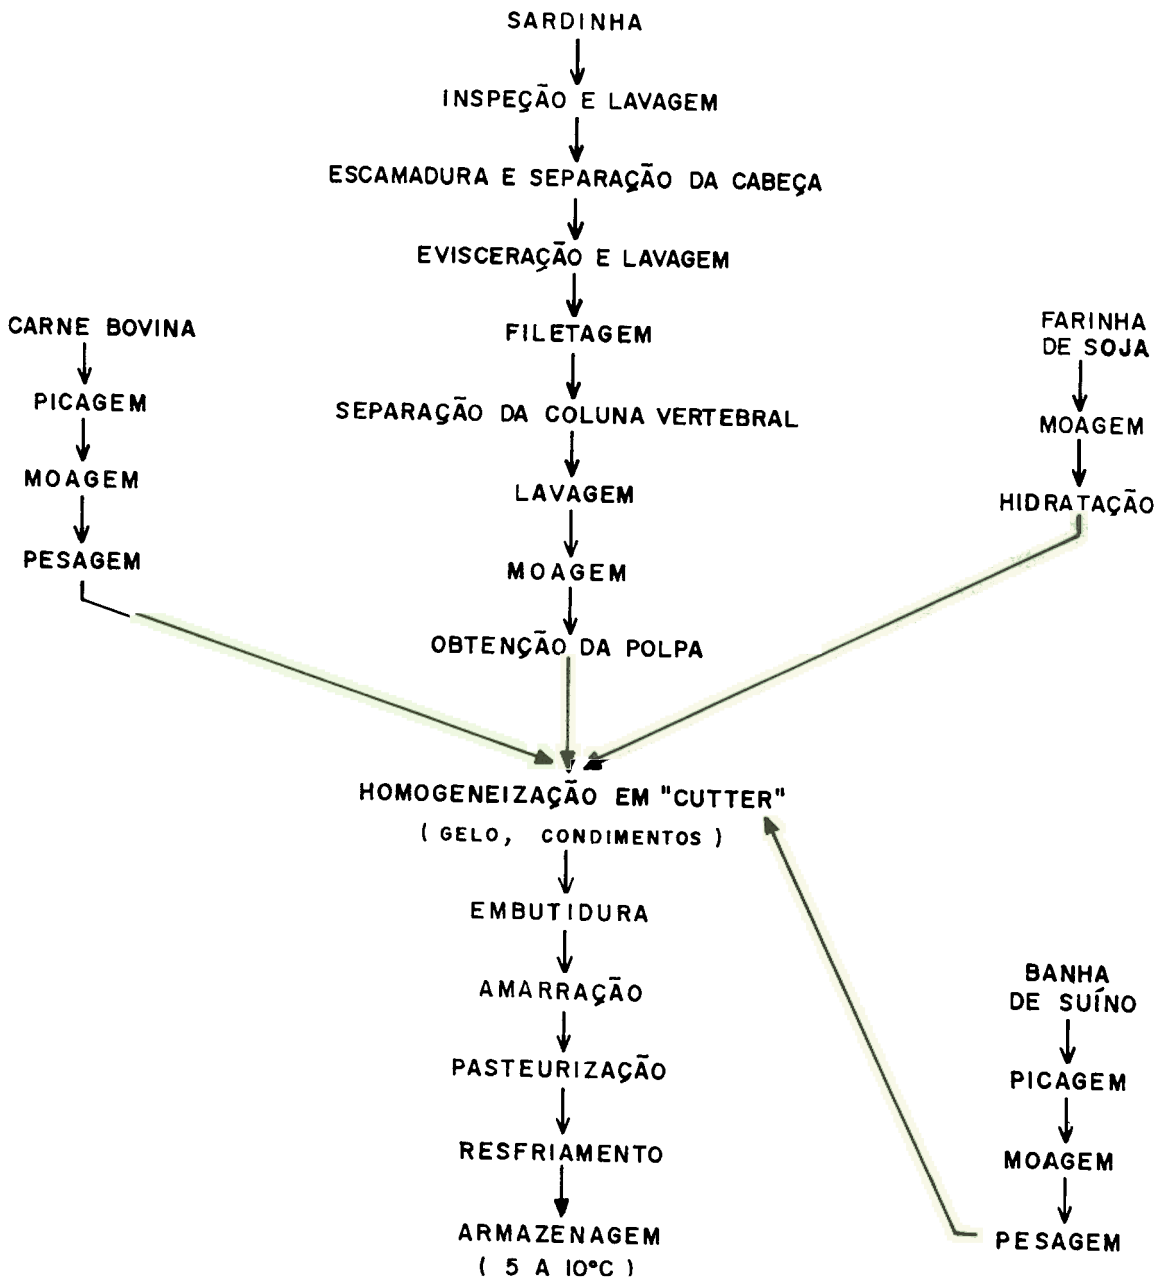 SARDINHA
INSPEÇÃO E LAVAGEM
ESCAMADURA E SEPARAÇÃO DA CABEÇA
EVISCERAÇÃO E LAVAGEM
FILETAGEM
SEPARAÇÃO DA COLUNA VERTEBRAL
LAVAGEM
MOAGEM
OBTENÇÃO DA POLPA
CARNE BOVINA
PICAGEM
MOAGEM
PESAGEM
FARINHA
DE SOJA
MOAGEM
HIDRATAÇÃO
HOMOGENEIZAÇÃO EM "CUTTER"
( GELO, CONDIMENTOS )
EMBUTIDURA
AMARRAÇÃO
PASTEURIZAÇÃO
RESFRIAMENTO
ARMAZENAGEM
( 5 A 10°C )
BANHA
DE SUÍNO
PICAGEM
MOAGEM
PESAGEM